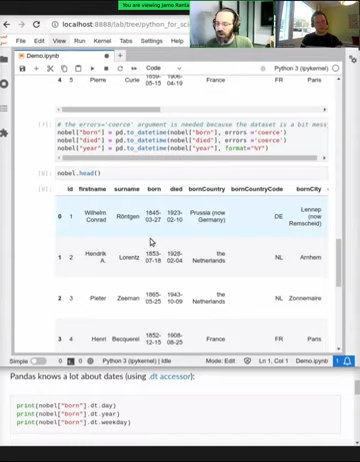 You are viewing Jarno Ranta
localhost:8888/lab/tree/python_for_sc
File Edit View Run Kernel Tabs Settings Help
Demo.ipynb
Code
Python 3 (ipykernel)
4 5 Pierre Curie 1859-05-15 1906-04-19 France FR Paris
[7]: # the errors='coerce' argument is needed because the dataset is a bit mess
nobel["born"] = pd.to_datetime(nobel["born"], errors ='coerce')
nobel["died"] = pd.to_datetime(nobel["died"], errors ='coerce')
nobel["year"] = pd.to_datetime(nobel["year"], format="%Y")
[8]: nobel.head()
[8]: id firstname surname born died bornCountry bornCountryCode bornCity
0 1 Wilhelm Conrad Röntgen 1845-03-27 1923-02-10 Prussia (now Germany) DE Lennep (now Remscheid)
1 2 Hendrik A. Lorentz 1853-07-18 1928-02-04 the Netherlands NL Arnhem
2 3 Pieter Zeeman 1865-05-25 1943-10-09 the Netherlands NL Zonnemaire
3 4 Henri Becquerel 1852-12-15 1908-08-25 France FR Paris
Simple 0 Python 3 (ipykernel) | Idle Mode: Edit Ln 1, Col 1 Demo.ipynb 1
Pandas knows a lot about dates (using .dt accessor):
print(nobel["born"].dt.day)
print(nobel["born"].dt.year)
print(nobel["born"].dt.weekday)